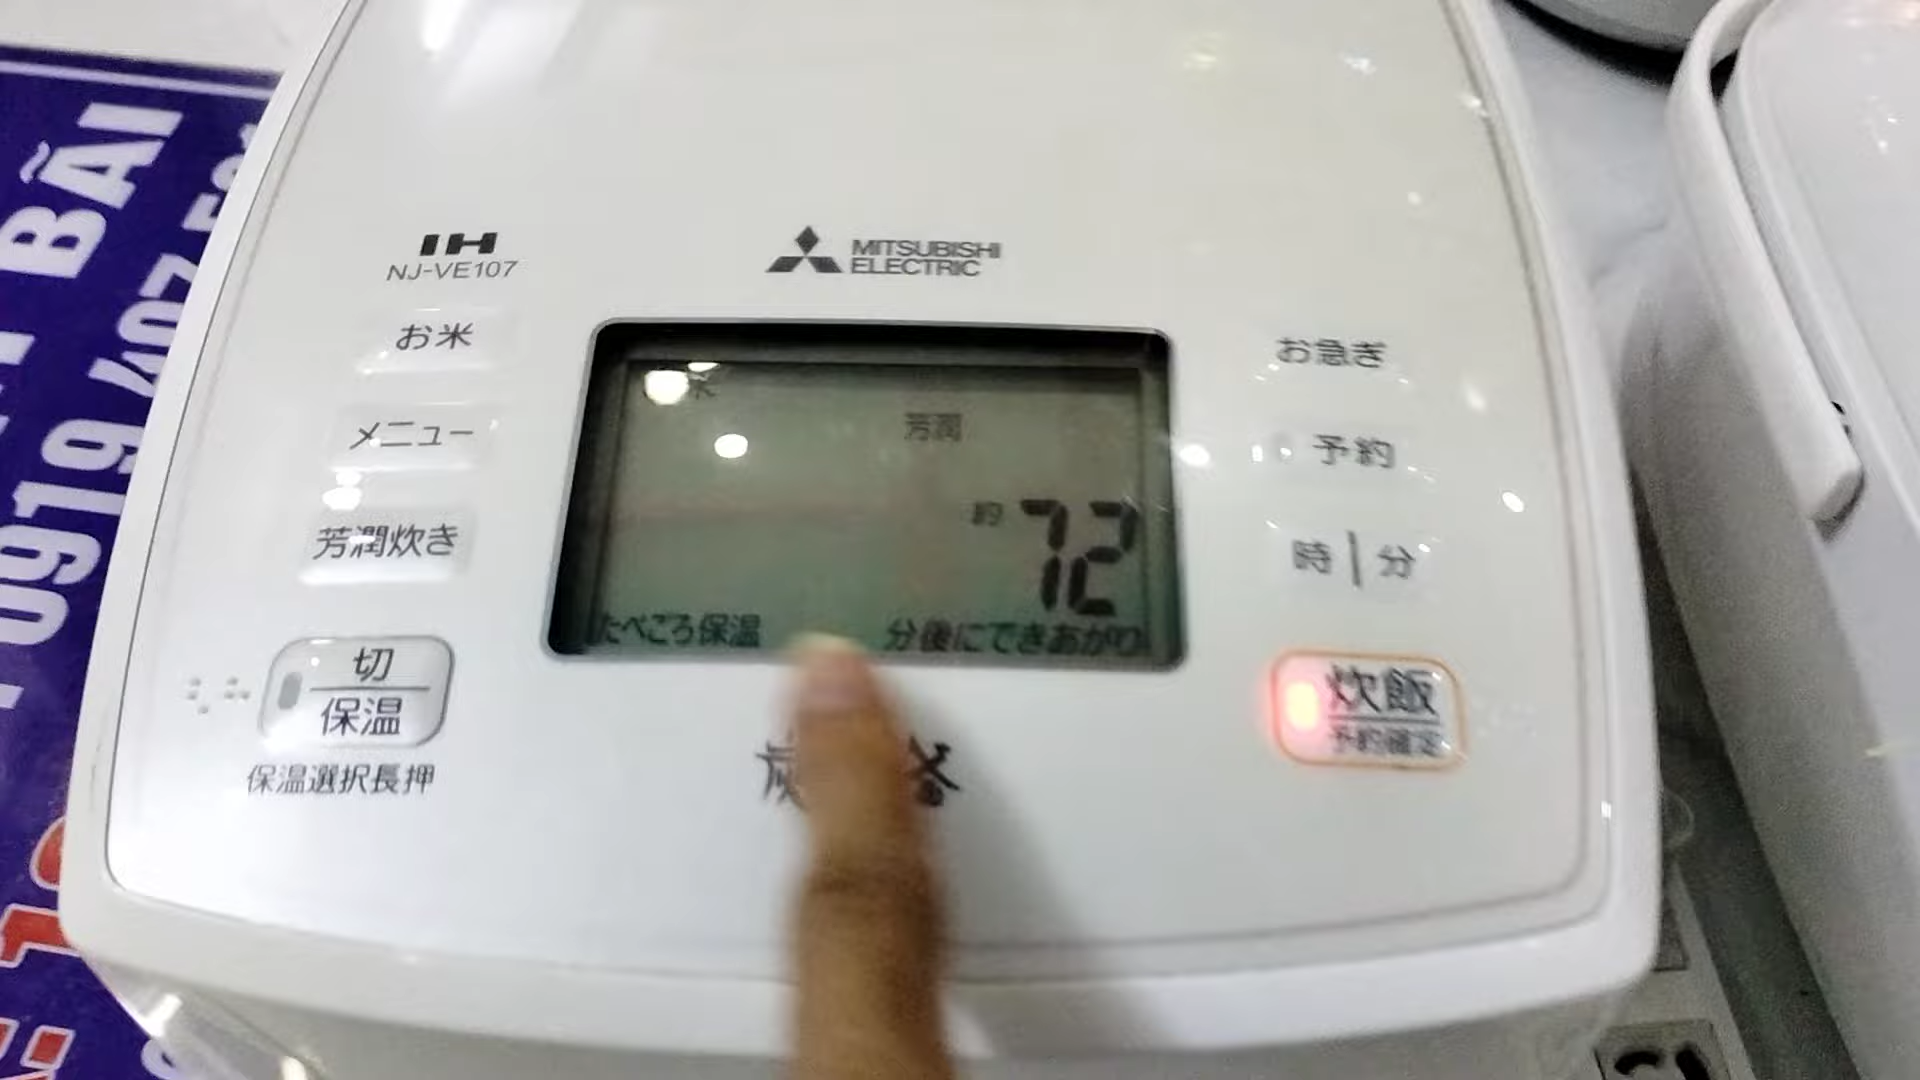 BÃI
0919 407
IH
NJ-VE107
MITSUBISHI
ELECTRIC
お米
メニュー
芳潤炊き
切
保温
保温選択長押
芳潤
約 72
たべごろ保温
分後にできあがり
お急ぎ
予約
時|分
炊飯
予約確定
炭